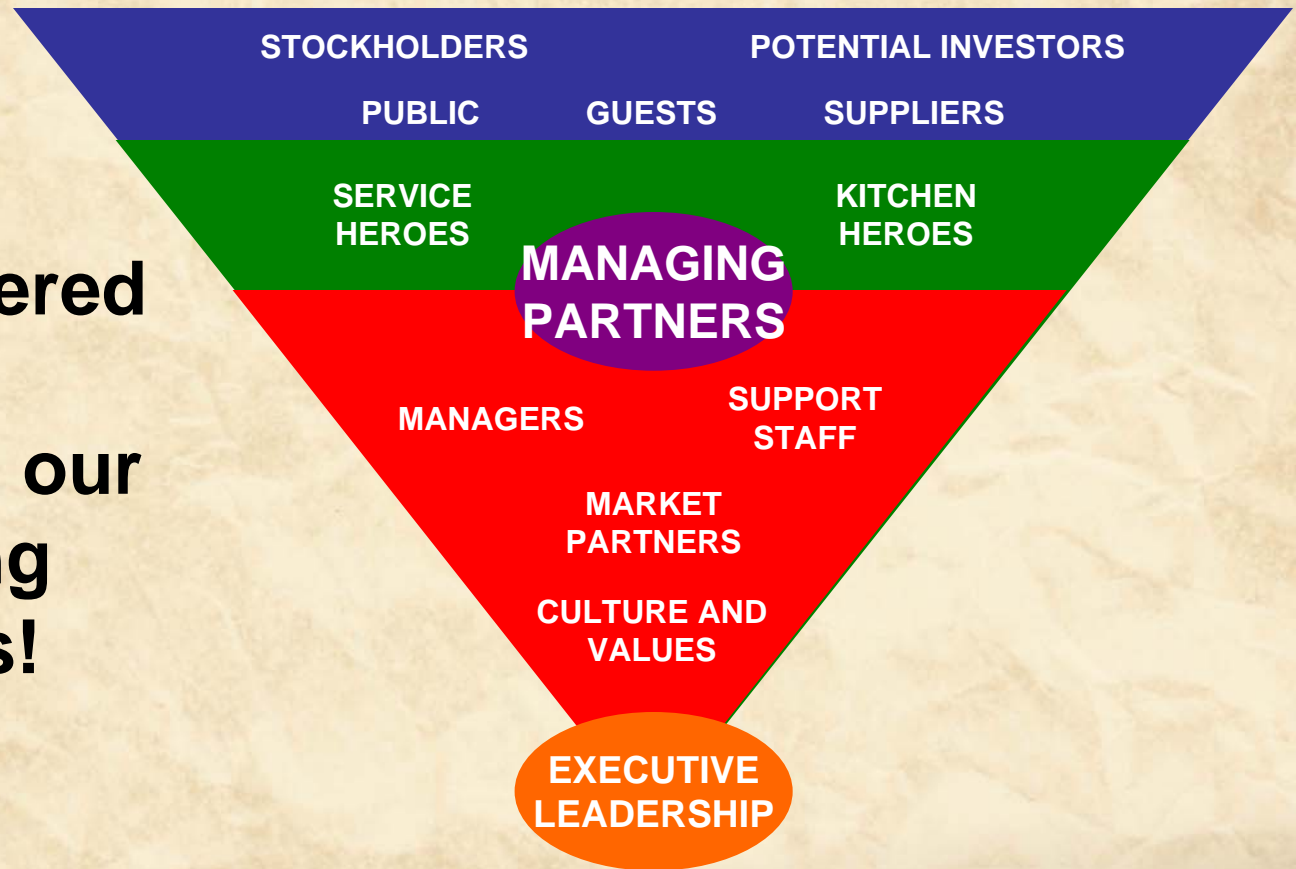 STOCKHOLDERS POTENTIAL INVESTORS
PUBLIC GUESTS SUPPLIERS
SERVICE
HEROES
KITCHEN
HEROES
MANAGING
PARTNERS
MANAGERS
SUPPORT
STAFF
MARKET
PARTNERS
CULTURE AND
VALUES
EXECUTIVE
LEADERSHIP
our